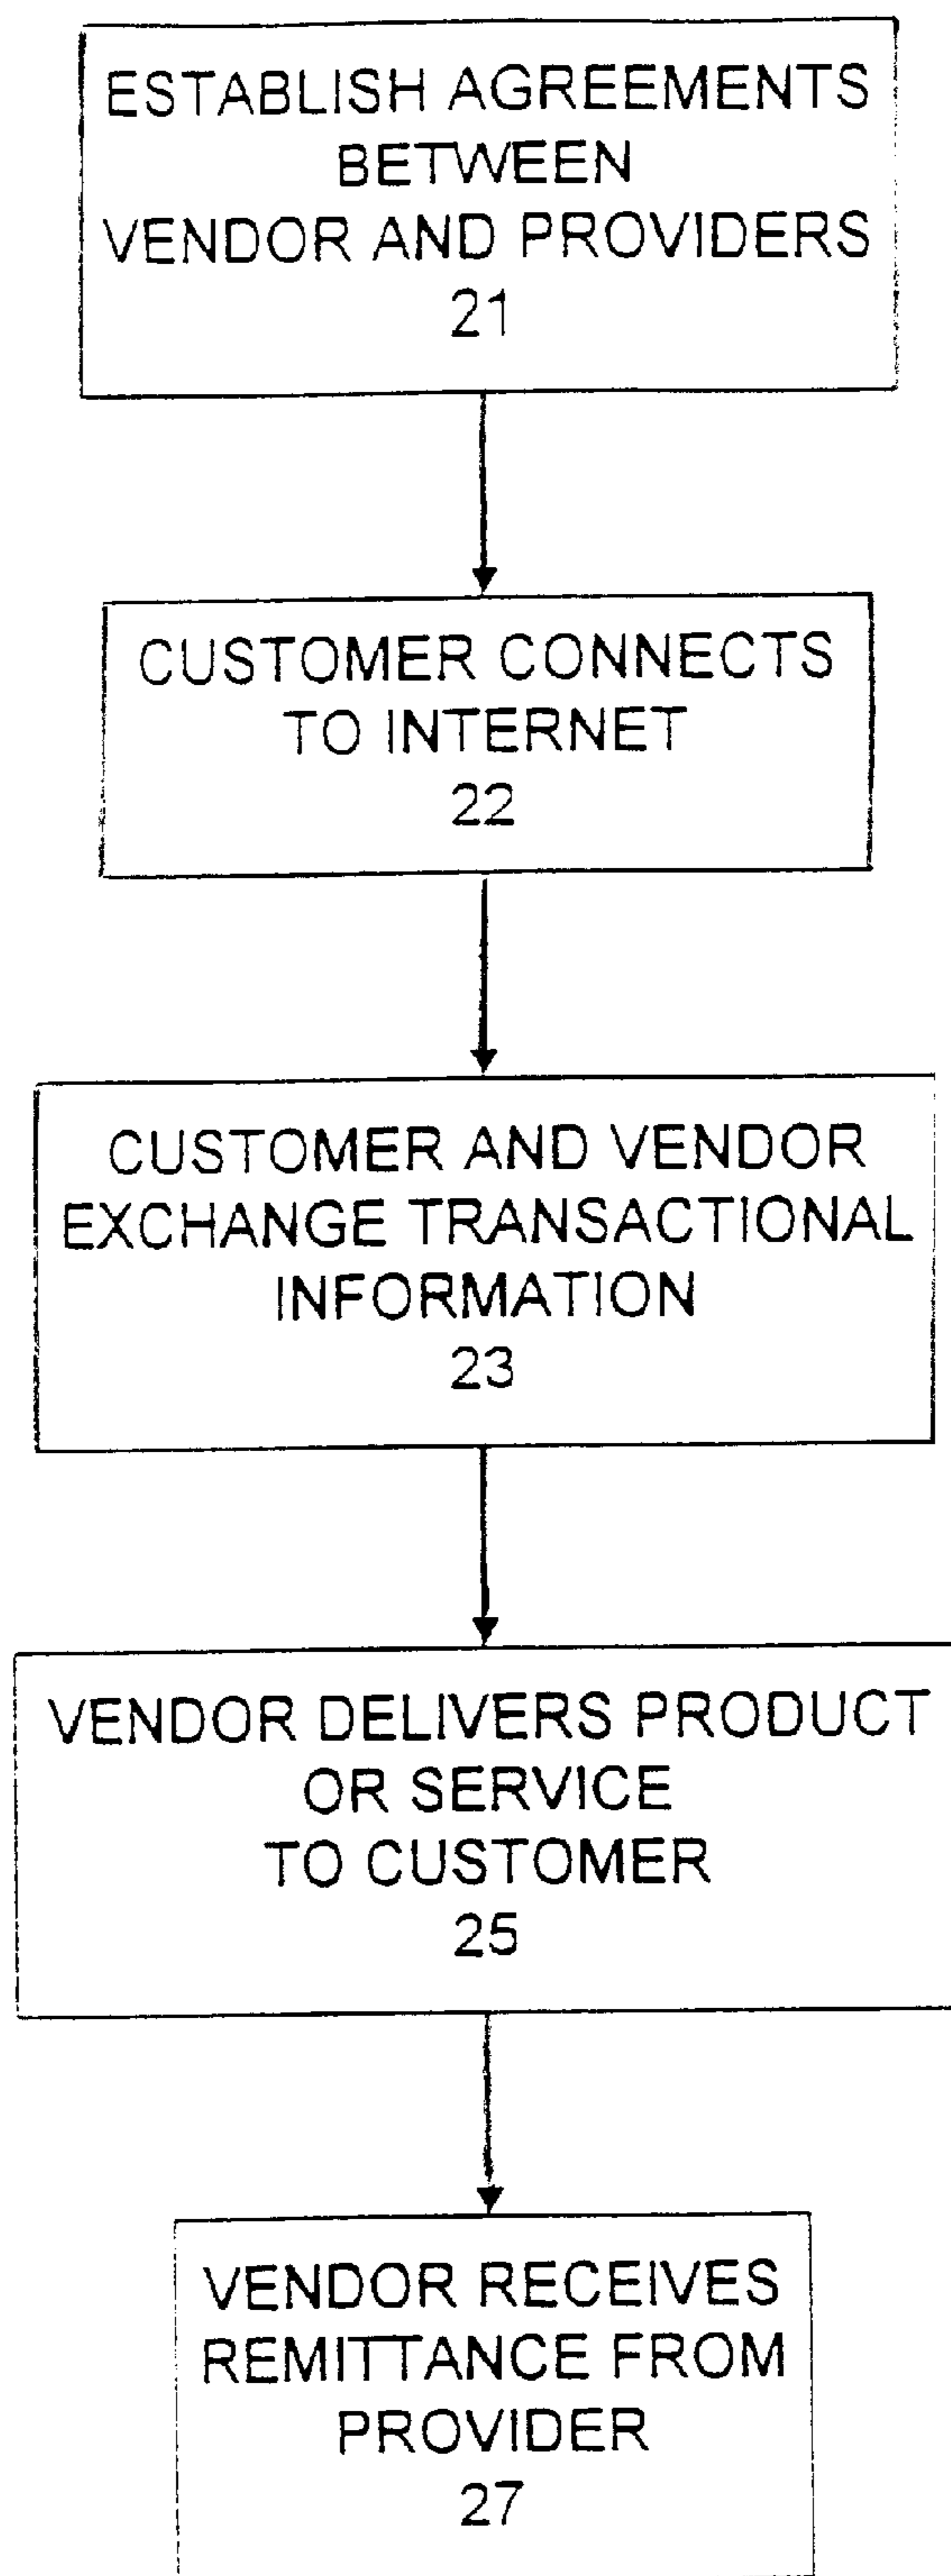 ESTABLISH AGREEMENTS
BETWEEN
VENDOR AND PROVIDERS
21
CUSTOMER CONNECTS
TO INTERNET
22
CUSTOMER AND VENDOR
EXCHANGE TRANSACTIONAL
INFORMATION
23
VENDOR DELIVERS PRODUCT
OR SERVICE
TO CUSTOMER
25
VENDOR RECEIVES
REMITTANCE FROM
PROVIDER
27